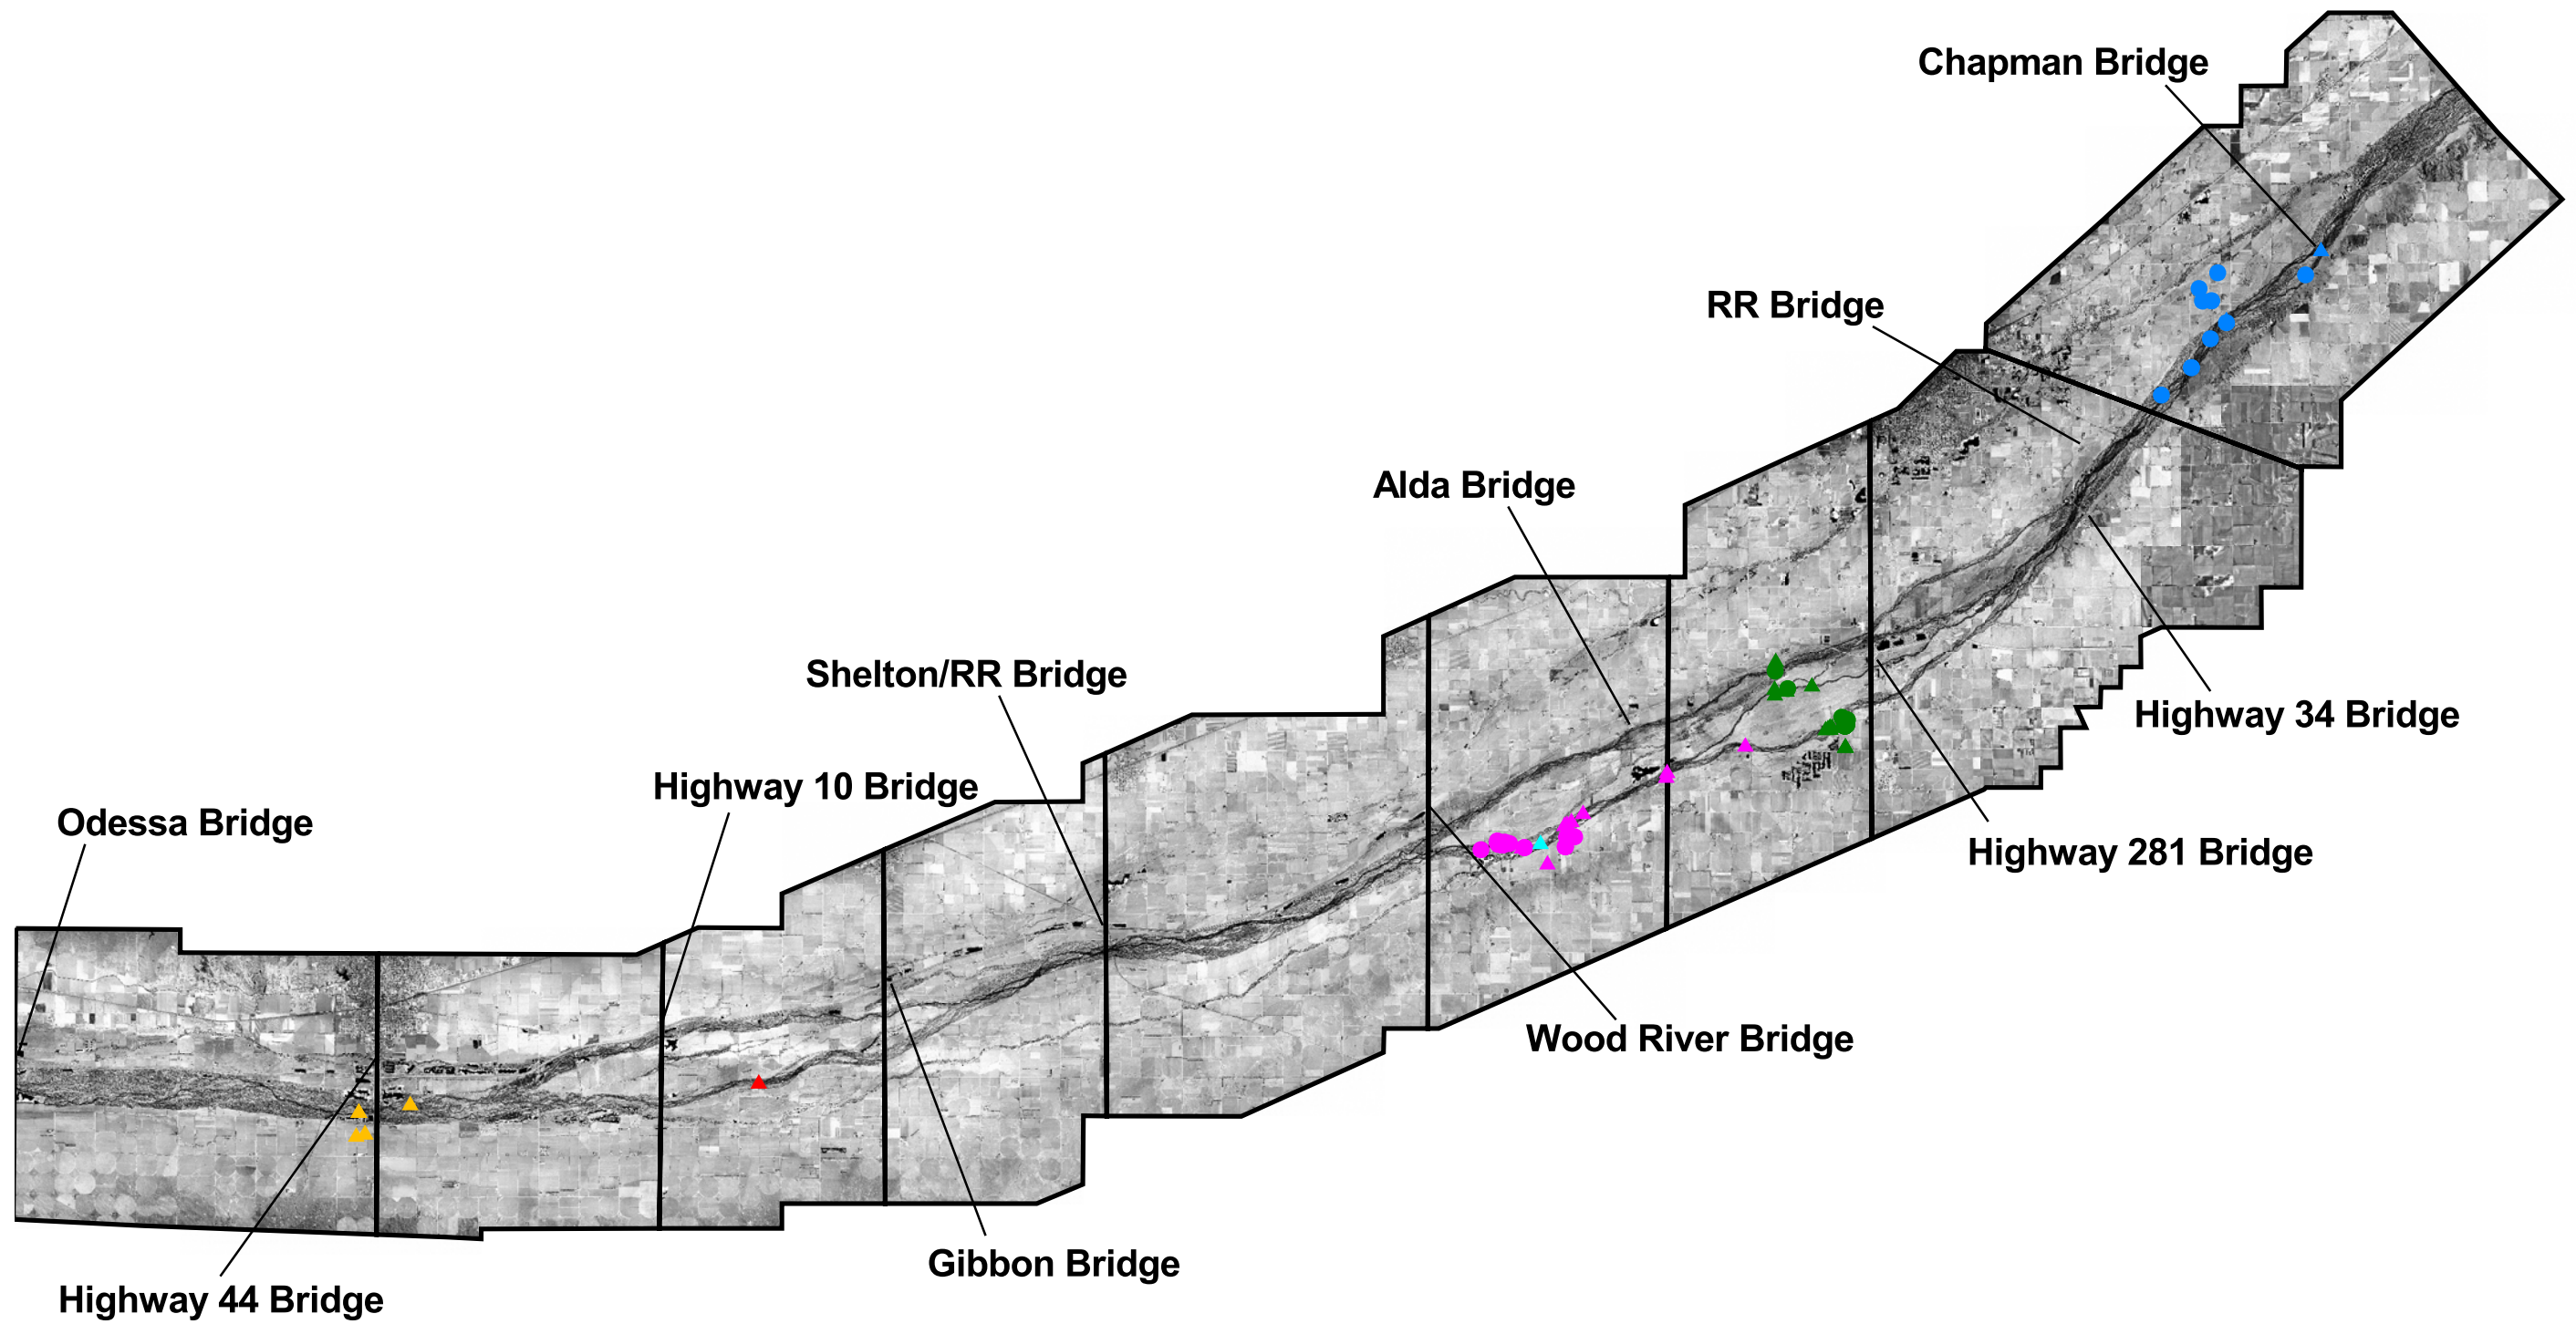 Chapman Bridge
RR Bridge
Alda Bridge
Shelton/RR Bridge
Highway 34 Bridge
Highway 10 Bridge
Odessa Bridge
Highway 281 Bridge
Wood River Bridge
Gibbon Bridge
Highway 44 Bridge